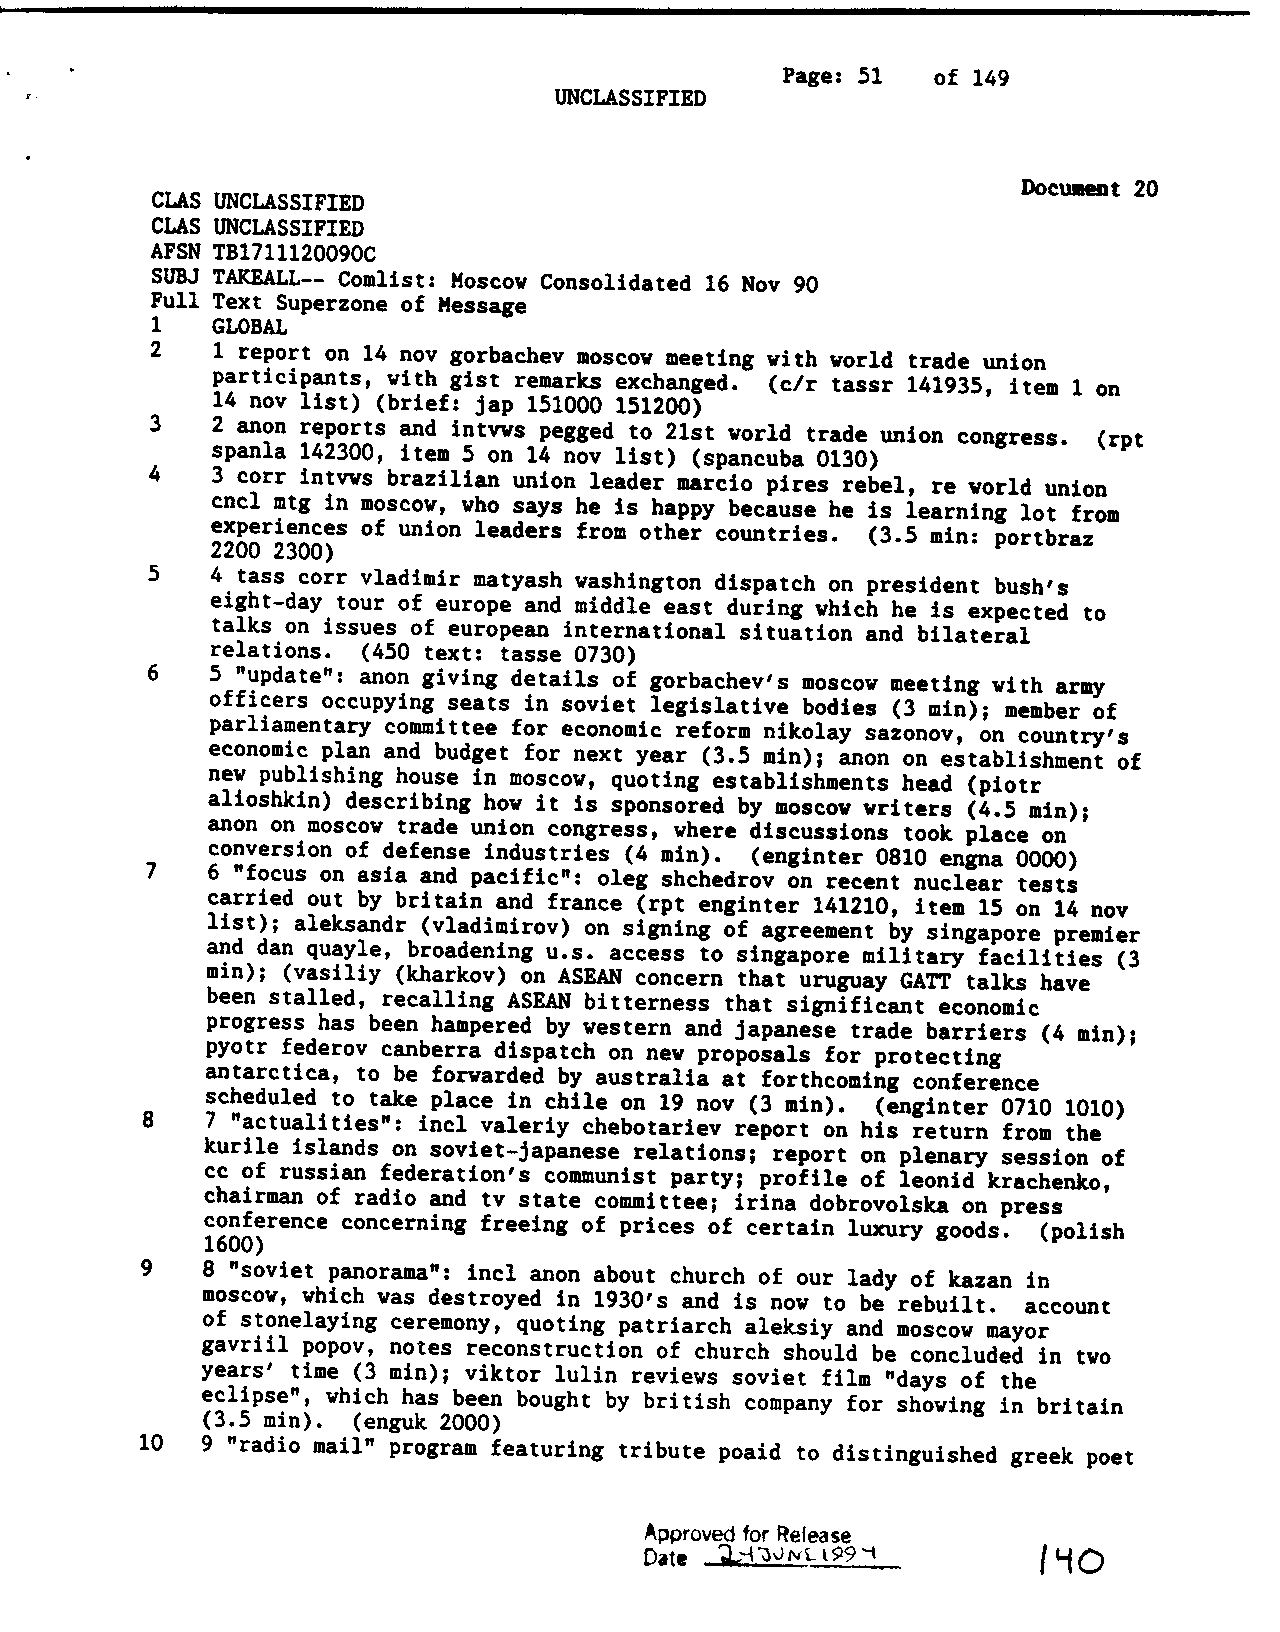 Page: 51 of 149
UNCLASSIFIED
Document 20
CLAS UNCLASSIFIED
CLAS UNCLASSIFIED
AFSN TB1711120090C
SUBJ TAKEALL-- Comlist: Moscow Consolidated 16 Nov 90
Full Text Superzone of Message
1 GLOBAL
2 1 report on 14 nov gorbachev moscow meeting with world trade union
participants, with gist remarks exchanged. (c/r tassr 141935, item 1 on
14 nov list) (brief: jap 151000 151200)
3 2 anon reports and intvws pegged to 21st world trade union congress. (rpt
spanla 142300, item 5 on 14 nov list) (spancuba 0130)
4 3 corr intvws brazilian union leader marcio pires rebel, re world union
cncl mtg in moscow, who says he is happy because he is learning lot from
experiences of union leaders from other countries. (3.5 min: portbraz
2200 2300)
5 4 tass corr vladimir matyash washington dispatch on president bush's
eight-day tour of europe and middle east during which he is expected to
talks on issues of european international situation and bilateral
relations. (450 text: tasse 0730)
6 5 "update": anon giving details of gorbachev's moscow meeting with army
officers occupying seats in soviet legislative bodies (3 min); member of
parliamentary committee for economic reform nikolay sazonov, on country's
economic plan and budget for next year (3.5 min); anon on establishment of
new publishing house in moscow, quoting establishments head (piotr
alioshkin) describing how it is sponsored by moscow writers (4.5 min);
anon on moscow trade union congress, where discussions took place on
conversion of defense industries (4 min). (enginter 0810 engna 0000)
7 6 "focus on asia and pacific": oleg shchedrov on recent nuclear tests
carried out by britain and france (rpt enginter 141210, item 15 on 14 nov
list); aleksandr (vladimirov) on signing of agreement by singapore premier
and dan quayle, broadening u.s. access to singapore military facilities (3
min); (vasiliy (kharkov) on ASEAN concern that uruguay GATT talks have
been stalled, recalling ASEAN bitterness that significant economic
progress has been hampered by western and japanese trade barriers (4 min);
pyotr federov canberra dispatch on new proposals for protecting
antarctica, to be forwarded by australia at forthcoming conference
scheduled to take place in chile on 19 nov (3 min). (enginter 0710 1010)
8 7 "actualities": incl valeriy chebotariev report on his return from the
kurile islands on soviet-japanese relations; report on plenary session of
cc of russian federation's communist party; profile of leonid krachenko,
chairman of radio and tv state committee; irina dobrovolska on press
conference concerning freeing of prices of certain luxury goods. (polish
1600)
9 8 "soviet panorama": incl anon about church of our lady of kazan in
moscow, which was destroyed in 1930's and is now to be rebuilt. account
of stonelaying ceremony, quoting patriarch aleksiy and moscow mayor
gavriil popov, notes reconstruction of church should be concluded in two
years' time (3 min); viktor lulin reviews soviet film "days of the
eclipse", which has been bought by british company for showing in britain
(3.5 min). (enguk 2000)
10 9 "radio mail" program featuring tribute poaid to distinguished greek poet
Approved for Release
Date 24 JUNE 1994
140